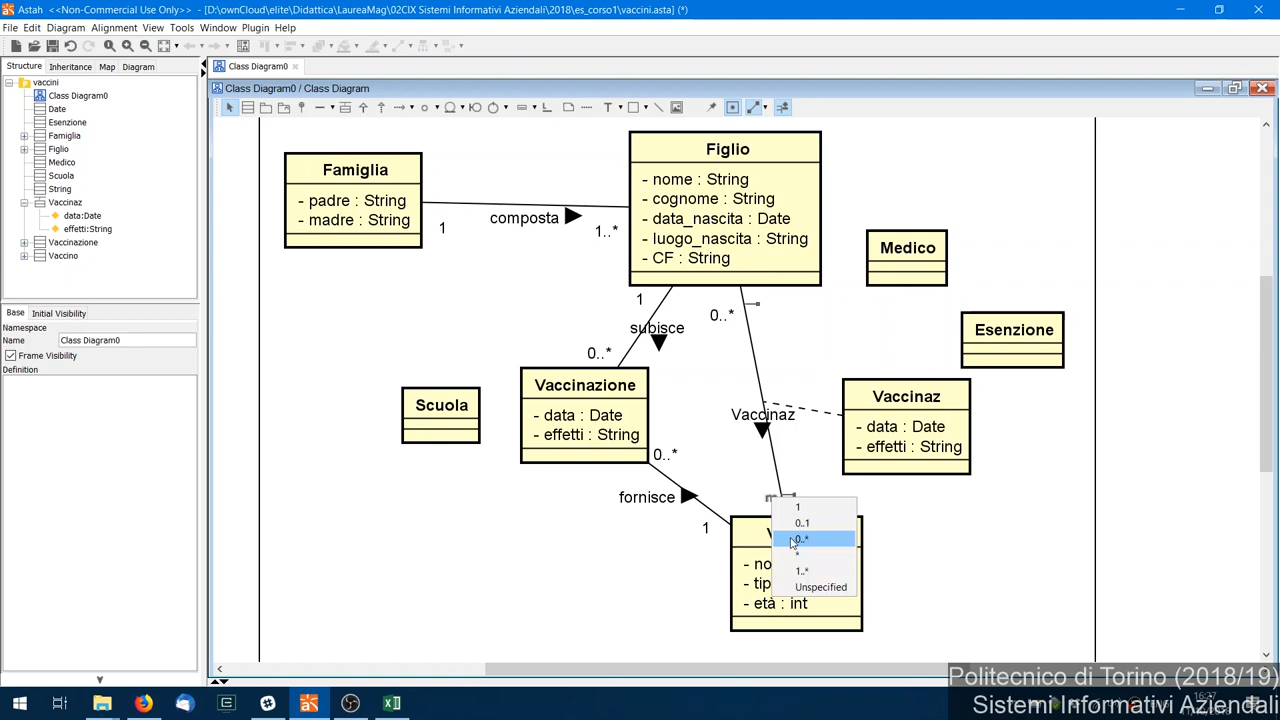 Astah <<Non-Commercial Use Only>> - [D:\ownCloud\elite\Didattica\LaureaMag\02CIX Sistemi Informativi Aziendali\2018\es_corso1\vaccini.asta] (*)
File Edit Diagram Alignment View Tools Window Plugin Help
Structure Inheritance Map Diagram
Class Diagram0
vaccini
Class Diagram0
Date
Esenzione
Famiglia
Figlio
Medico
Scuola
String
Vaccinaz
data:Date
effetti:String
Vaccinazione
Vaccino
Base Initial Visibility
Namespace
Name Class Diagram0
Frame Visibility
Definition
Class Diagram0 / Class Diagram
Famiglia
- padre : String
- madre : String
1
composta
1..*
Figlio
- nome : String
- cognome : String
- data_nascita : Date
- luogo_nascita : String
- CF : String
Medico
Esenzione
1
subisce
0..*
0..*
Vaccinazione
- data : Date
- effetti : String
Scuola
Vaccinaz
Vaccinaz
- data : Date
- effetti : String
0..*
fornisce
1
1
0..1
0..*
*
1..*
Unspecified
- no
- tip
- età : int
Politecnico di Torino (2018/19)
Sistemi Informativi Aziendali
16:27